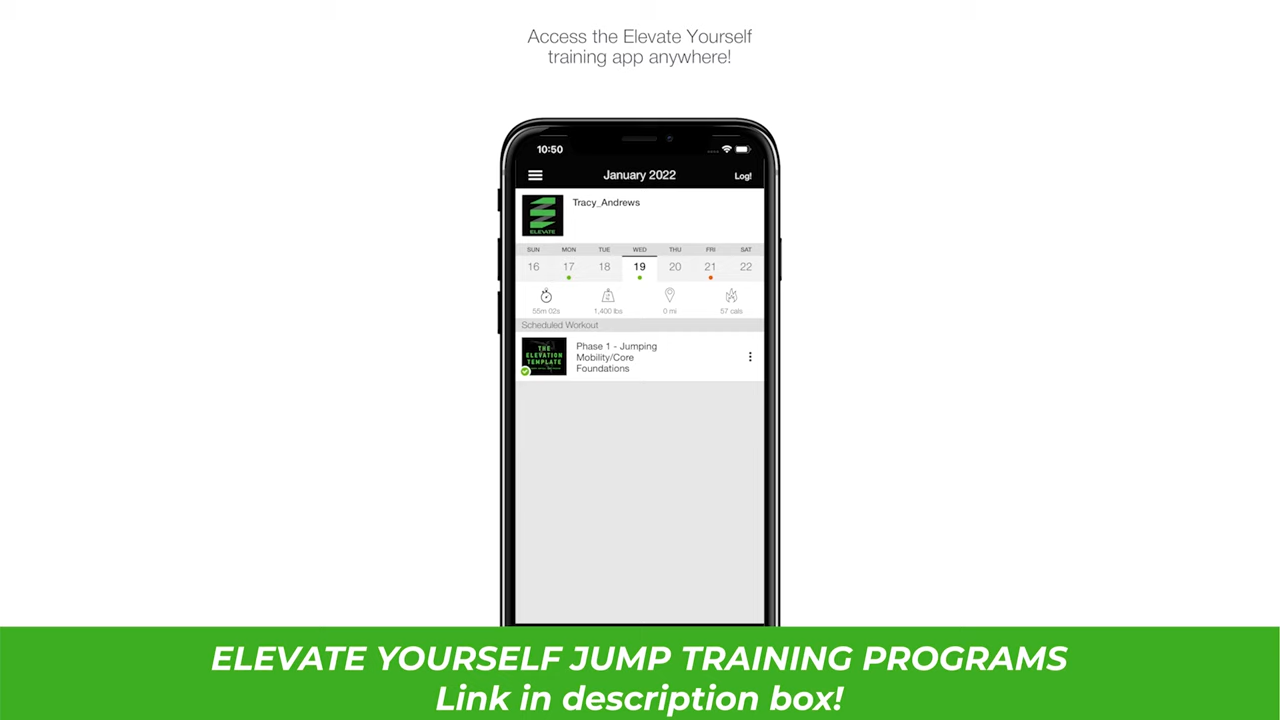 Access the Elevate Yourself
training app anywhere!
10:50
January 2022
Log!
Tracy_Andrews
ELEVATE
SUN MON TUE WED THU FRI SAT
16 17 18 19 20 21 22
55m 02s 1,400 lbs 0 mi 57 cals
Scheduled Workout
THE
ELEVATION
TEMPLATE
Phase 1 - Jumping
Mobility/Core
Foundations
ELEVATE YOURSELF JUMP TRAINING PROGRAMS
Link in description box!